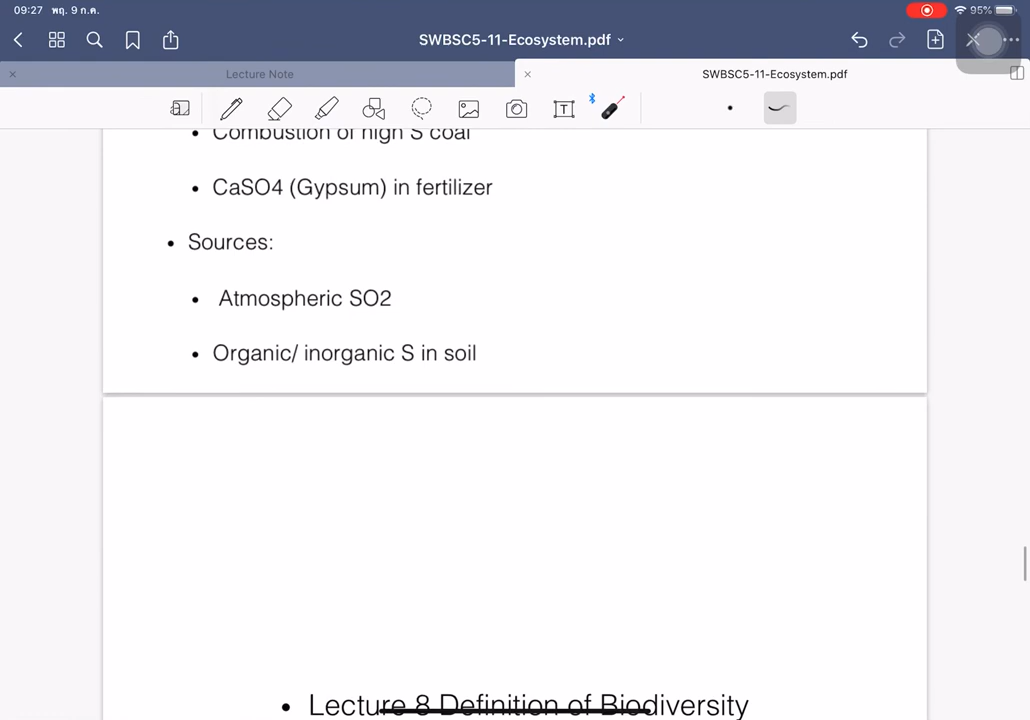 09:27 พฤ. 9 ก.ค. 95%
SWBSC5-11-Ecosystem.pdf
Lecture Note SWBSC5-11-Ecosystem.pdf
T
• Combustion of high S coal
• CaSO4 (Gypsum) in fertilizer
• Sources:
• Atmospheric SO2
• Organic/ inorganic S in soil
• Lecture 8 Definition of Biodiversity